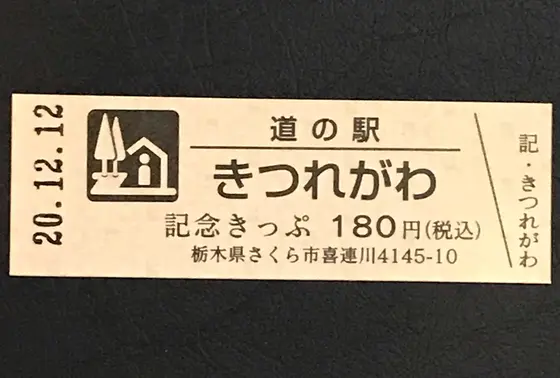 20.12.12
道の駅
きつれがわ
記念きっぷ 180円(税込)
栃木県さくら市喜連川4145-10
記・きつれがわ